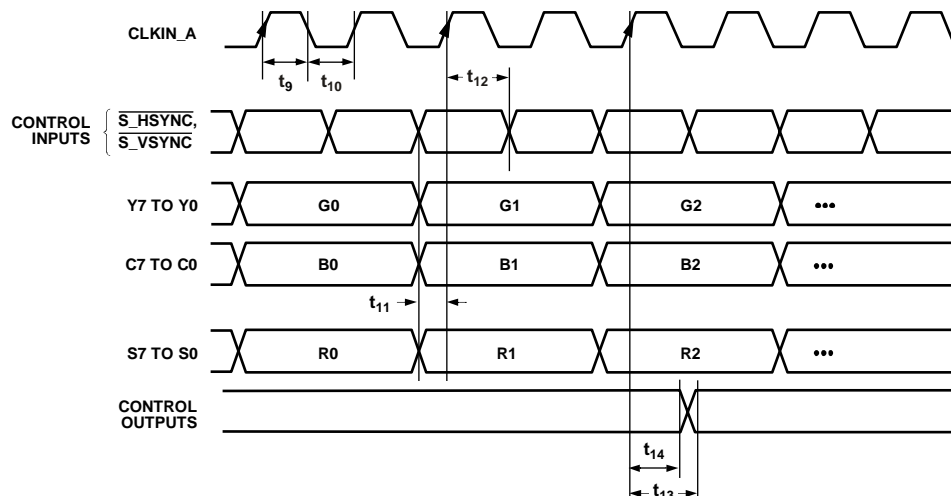 CLKIN_A
t9
t10
t12
CONTROL
INPUTS
S_HSYNC,
S_VSYNC
Y7 TO Y0
G0
G1
G2
•••
C7 TO C0
B0
B1
B2
•••
t11
S7 TO S0
R0
R1
R2
•••
CONTROL
OUTPUTS
t14
t13